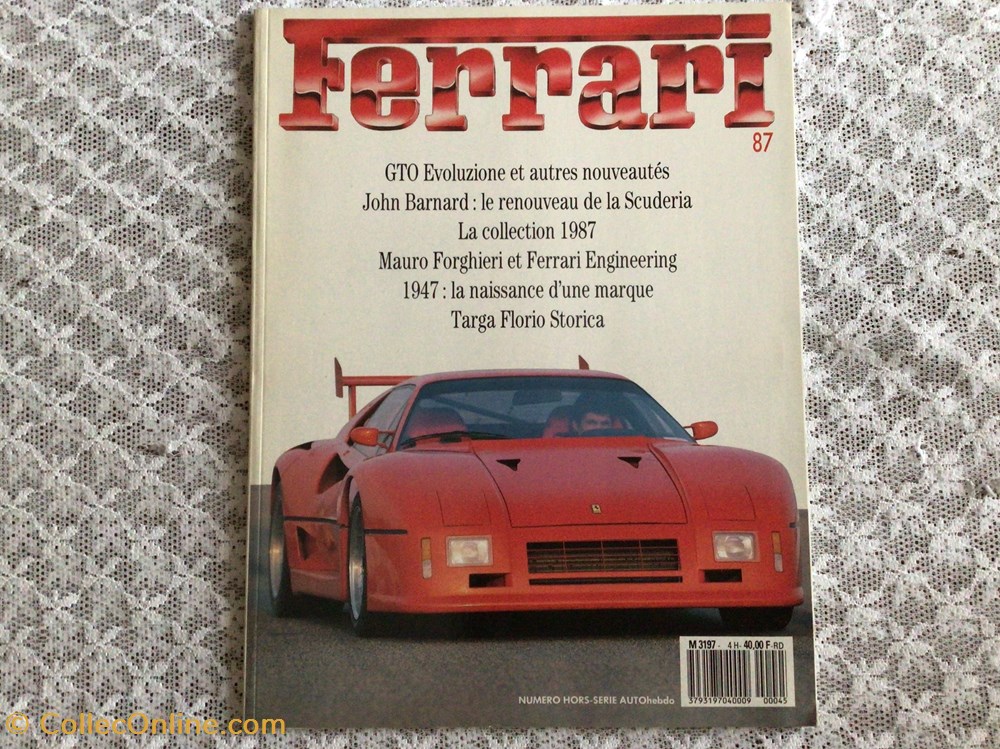 Ferrari
87
GTO Evoluzione et autres nouveautés
John Barnard : le renouveau de la Scuderia
La collection 1987
Mauro Forghieri et Ferrari Engineering
1947 : la naissance d'une marque
Targa Florio Storica
M 3197 - 4 H - 40,00 F - RD
3793197040009 00045
NUMERO HORS-SERIE AUTOhebdo
© CollecOnline.com